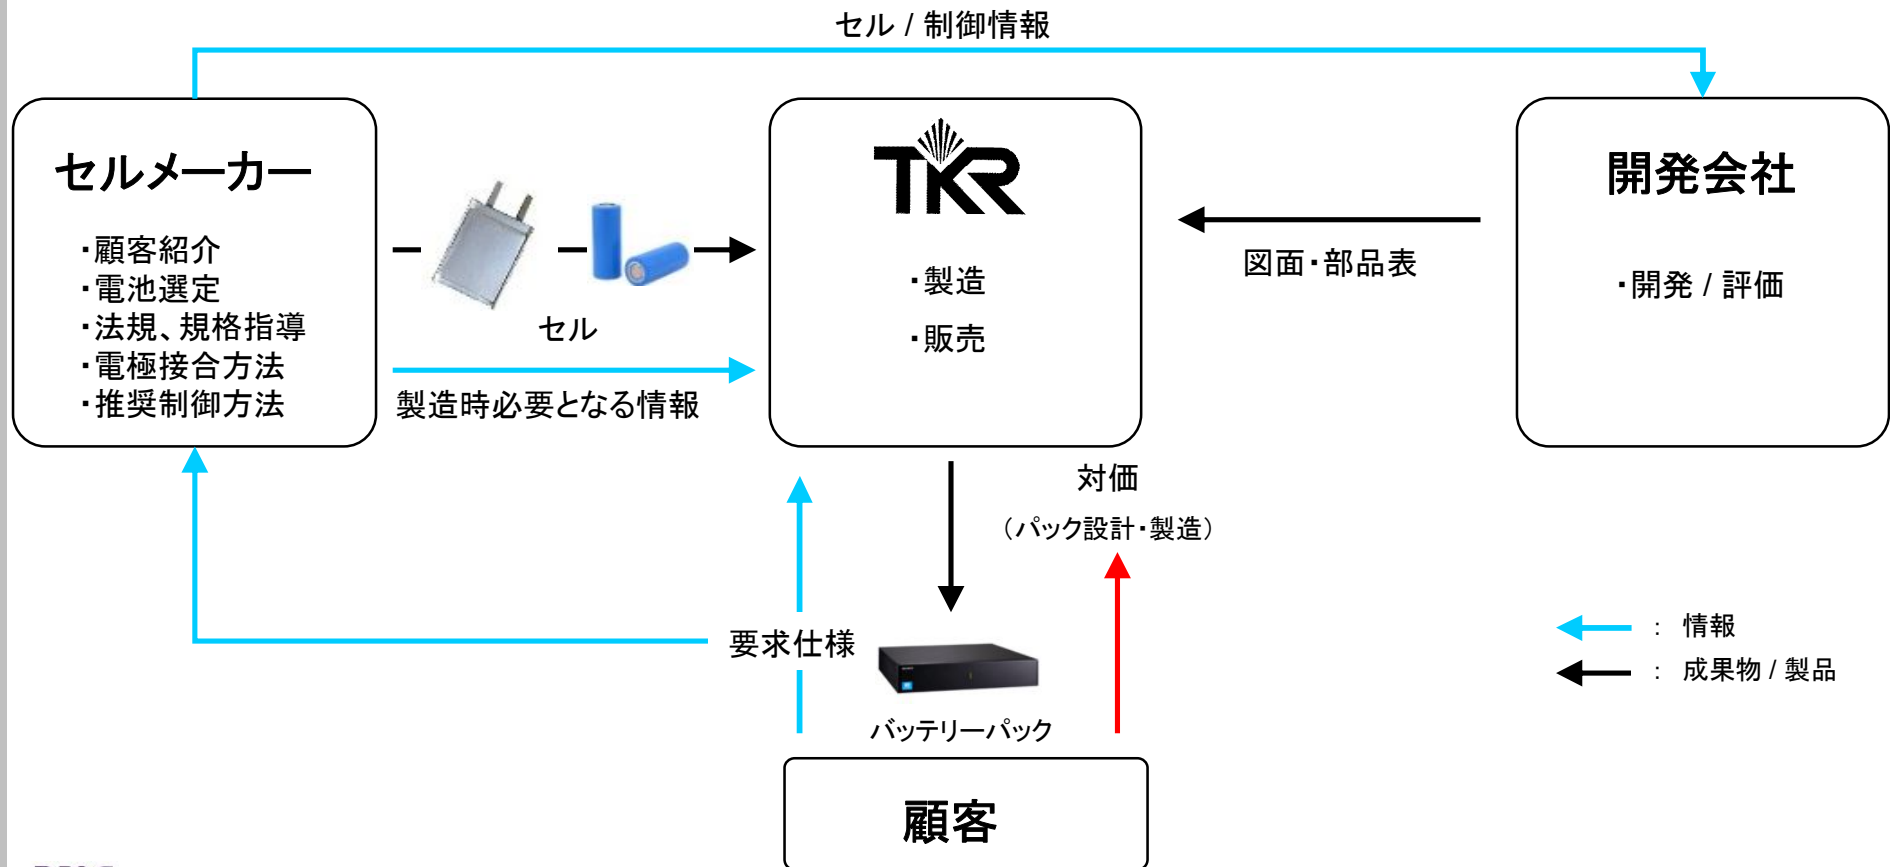 セル / 制御情報
セルメーカー
・顧客紹介
・電池選定
・法規、規格指導
・電極接合方法
・推奨制御方法
セル
製造時必要となる情報
TKR
・製造
・販売
図面・部品表
開発会社
・開発 / 評価
対価
（パック設計・製造）
要求仕様
バッテリーパック
顧客
： 情報
： 成果物 / 製品